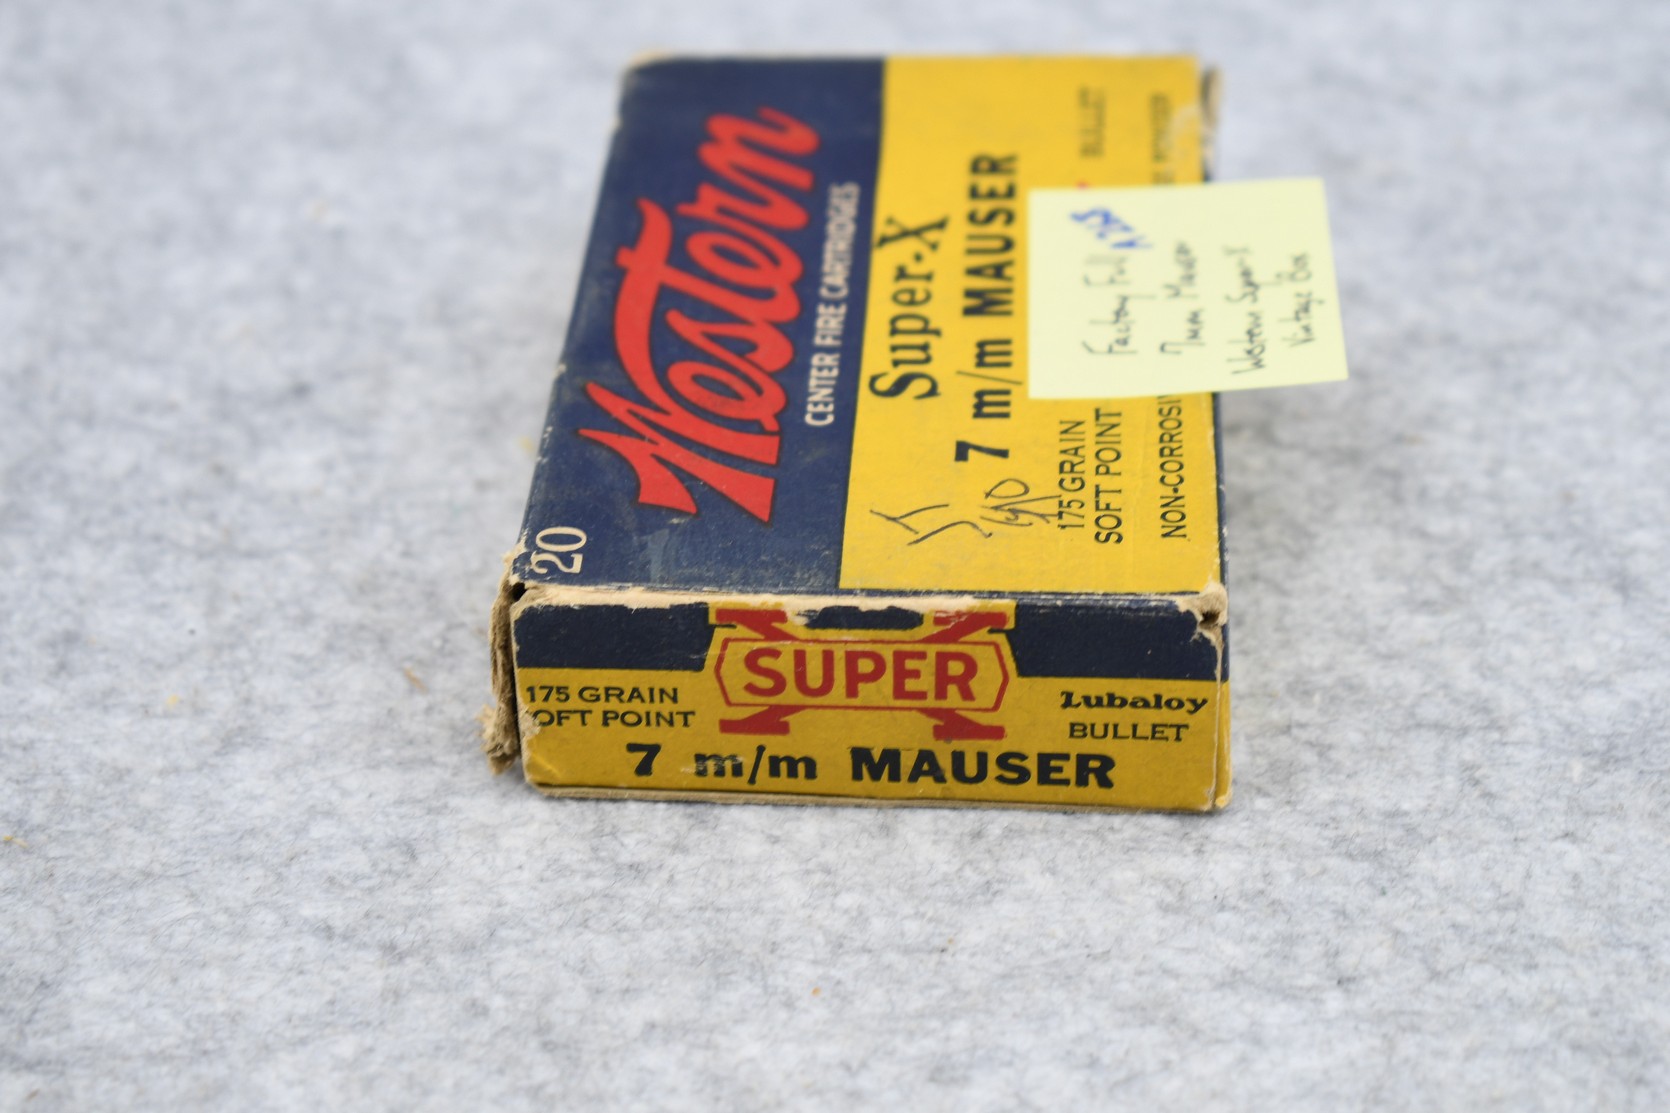 20
Western
CENTER FIRE CARTRIDGES
Super-X
7 m/m MAUSER
175 GRAIN
SOFT POINT
BULLET
NON-CORROSIV
Factory Full
7mm Mauser
Western Super-X
Vintage Box
SUPER
X
175 GRAIN
OFT POINT
Lubaloy
BULLET
7 m/m MAUSER